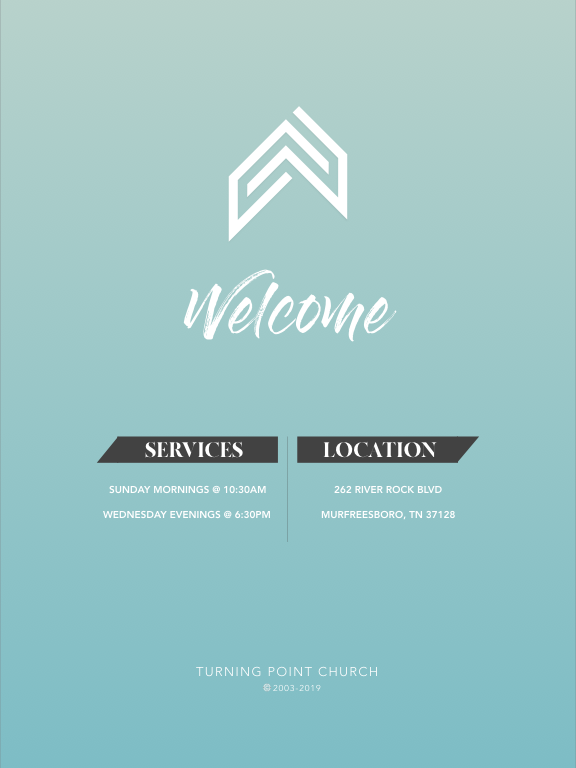 Welcome
SERVICES
SUNDAY MORNINGS @ 10:30AM
WEDNESDAY EVENINGS @ 6:30PM
LOCATION
262 RIVER ROCK BLVD
MURFREESBORO, TN 37128
TURNING POINT CHURCH
© 2003-2019